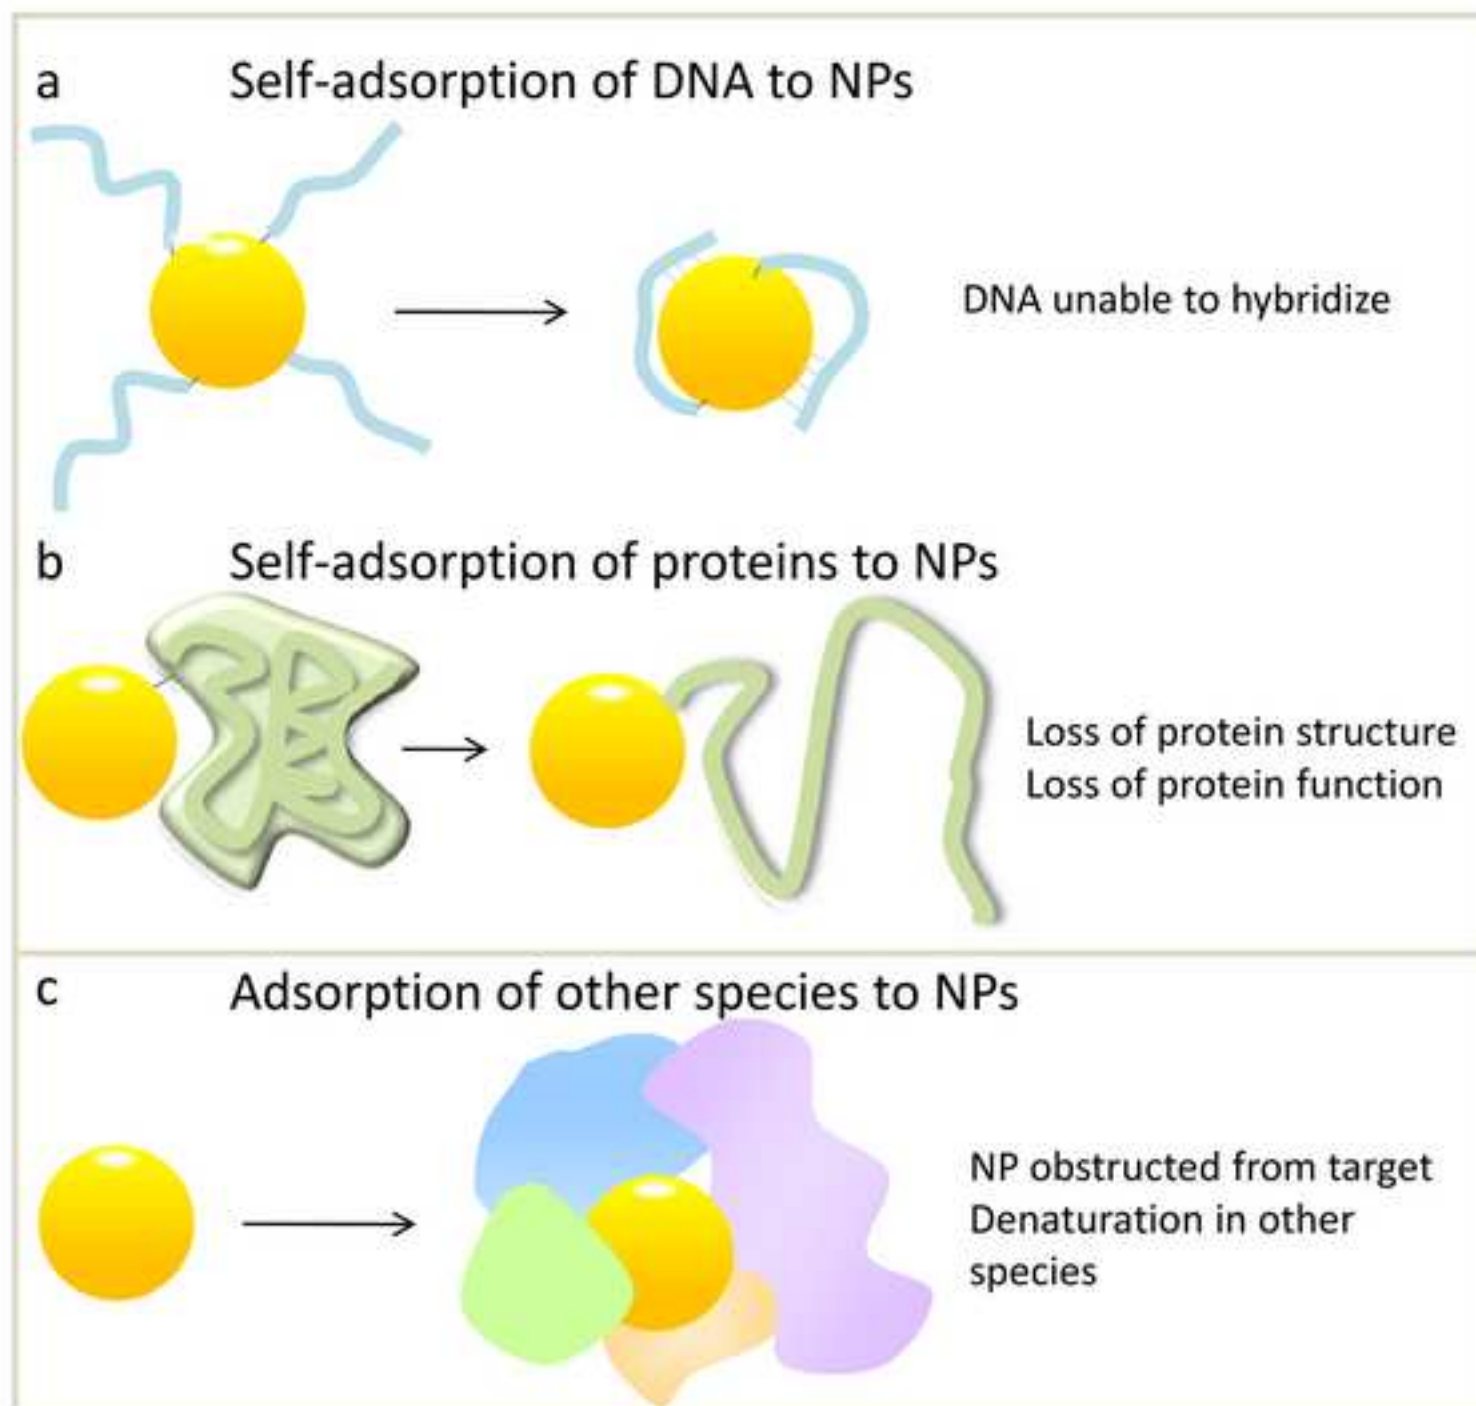 a
Self-adsorption of DNA to NPs
DNA unable to hybridize
b
Self-adsorption of proteins to NPs
Loss of protein structure
Loss of protein function
c
Adsorption of other species to NPs
NP obstructed from target
Denaturation in other
species